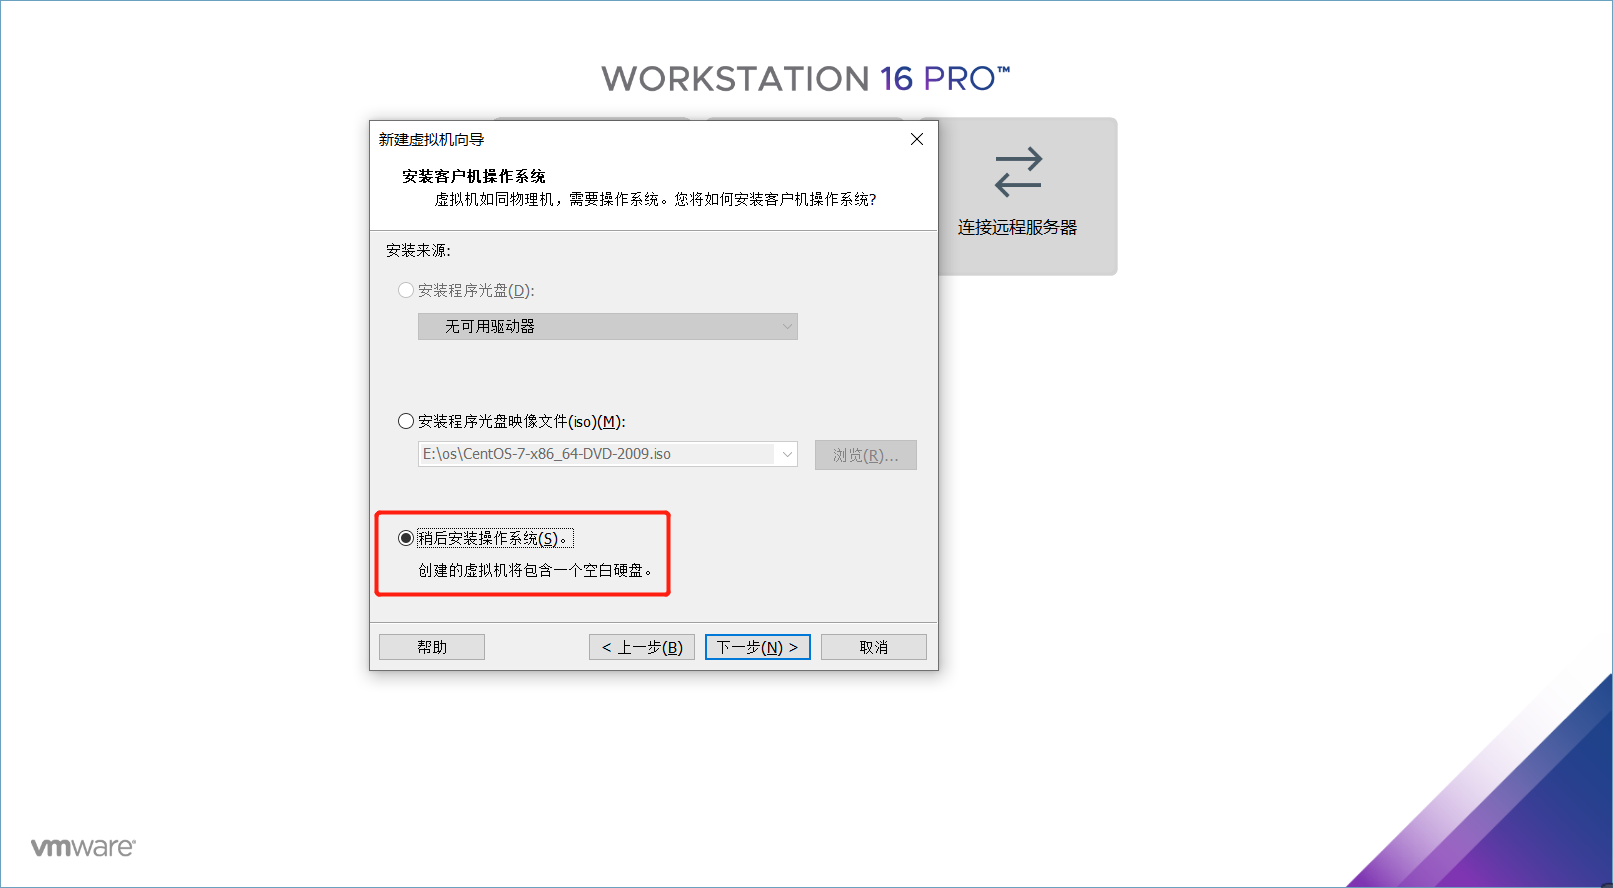 WORKSTATION 16 PRO™
新建虚拟机向导
安装客户机操作系统
虚拟机如同物理机，需要操作系统。您将如何安装客户机操作系统?
连接远程服务器
安装来源:
安装程序光盘(D):
无可用驱动器
安装程序光盘映像文件(iso)(M):
E:\os\CentOS-7-x86_64-DVD-2009.iso
浏览(R)...
稍后安装操作系统(S)。
创建的虚拟机将包含一个空白硬盘。
帮助
< 上一步(B)
下一步(N) >
取消
vmware®